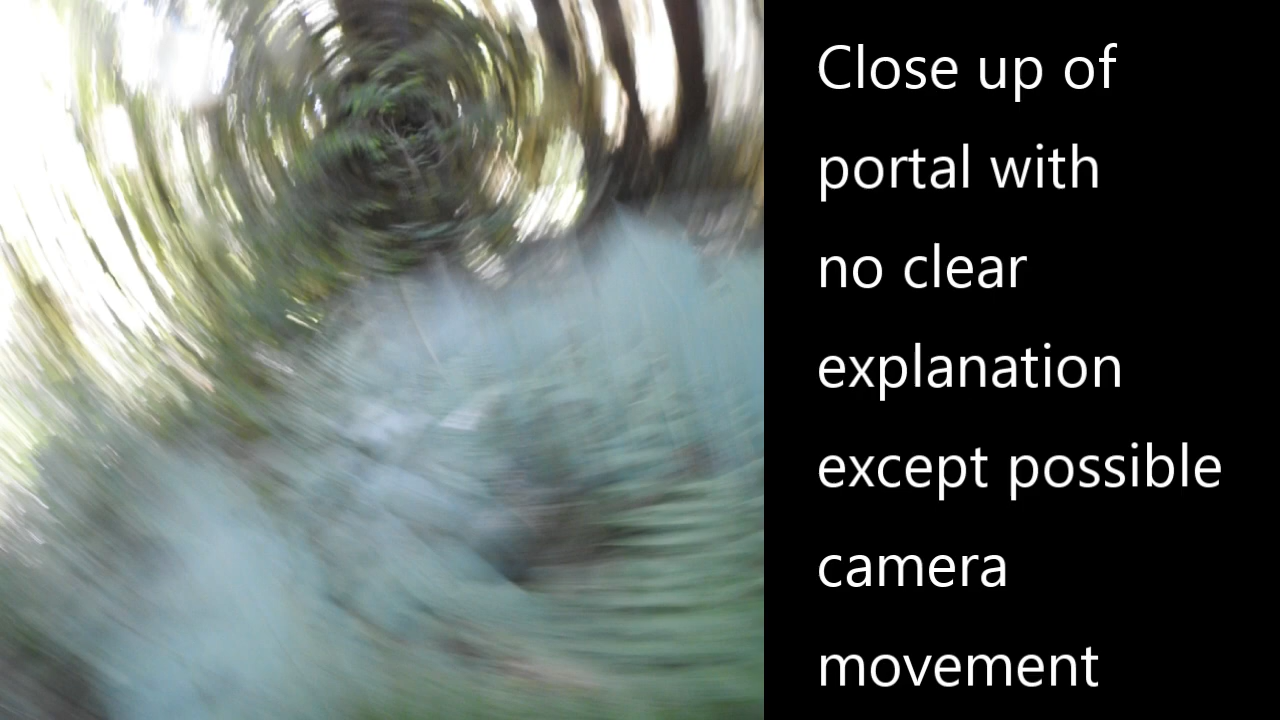 Close up of
portal with
no clear
explanation
except possible
camera
movement